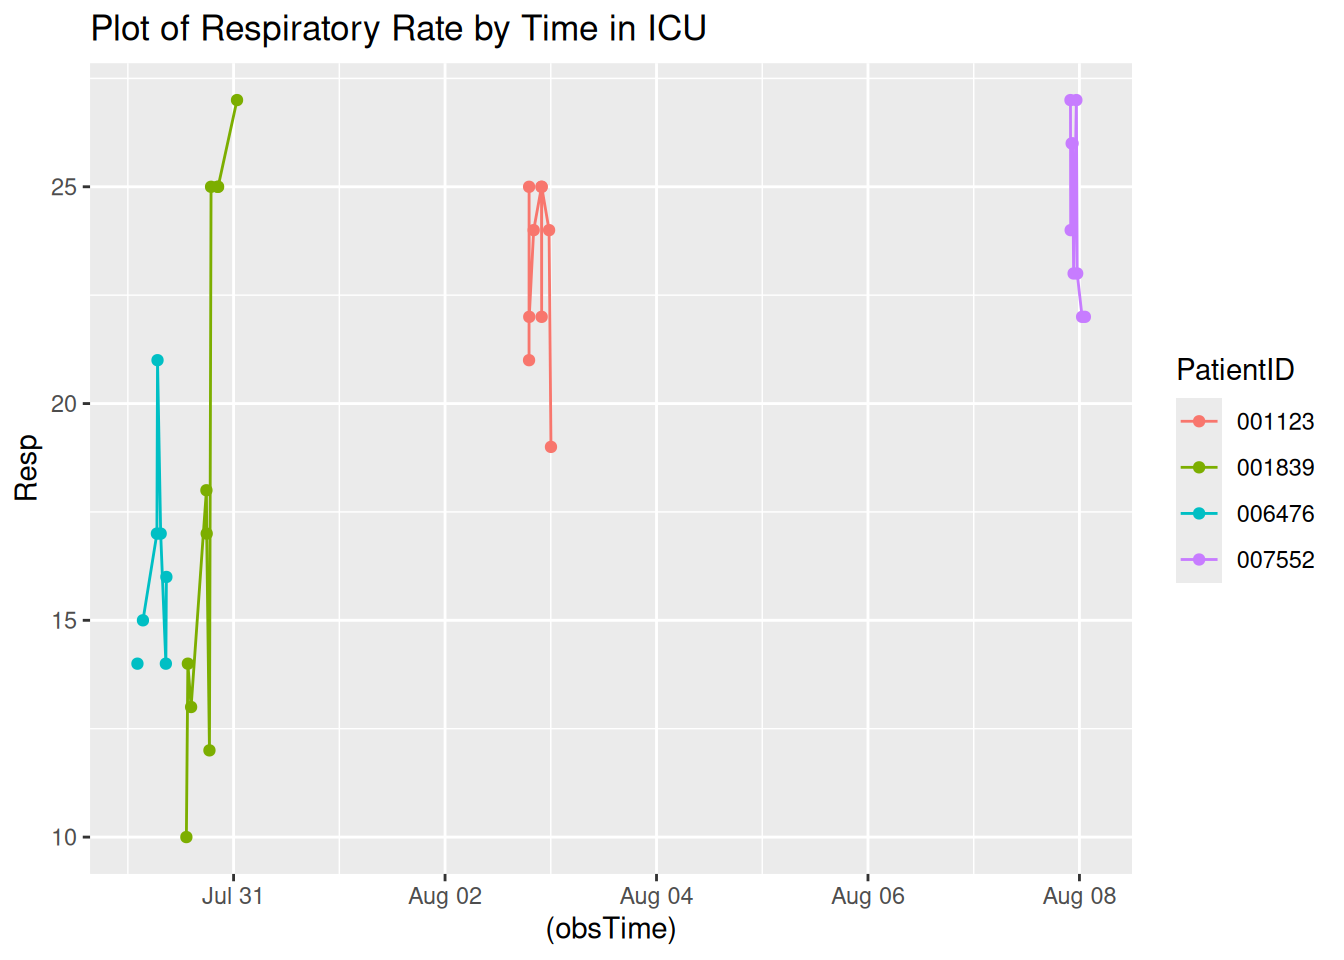 Plot of Respiratory Rate by Time in ICU
Resp
25
20
15
10
Jul 31
Aug 02
Aug 04
Aug 06
Aug 08
(obsTime)
PatientID
001123
001839
006476
007552